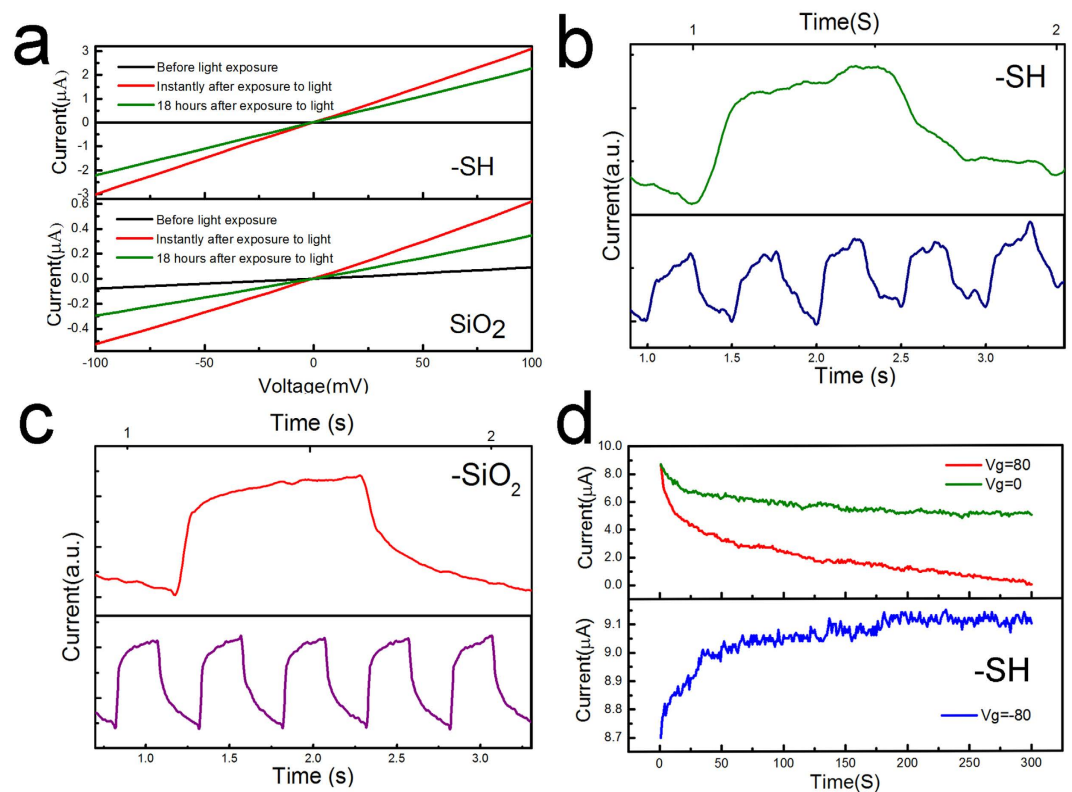 a
Current(μA)
3
2
1
0
-1
-2
-3
Before light exposure
Instantly after exposure to light
18 hours after exposure to light
-SH
Current(μA)
0.6
0.4
0.2
0.0
-0.2
-0.4
Before light exposure
Instantly after exposure to light
18 hours after exposure to light
SiO2
-100 -50 0 50 100
Voltage(mV)
b
Time(S)
1 2
-SH
Current(a.u.)
0.9 1.0 1.5 2.0 2.5 3.0
Time (s)
c
Time (s)
1 2
-SiO2
Current(a.u.)
1.0 1.5 2.0 2.5 3.0
Time (s)
d
Current(μA)
10.0
8.0
6.0
4.0
2.0
0.0
Vg=80
Vg=0
Current(μA)
9.1
9.0
8.9
8.8
8.7
-SH
Vg=-80
0 50 100 150 200 250 300
Time(S)